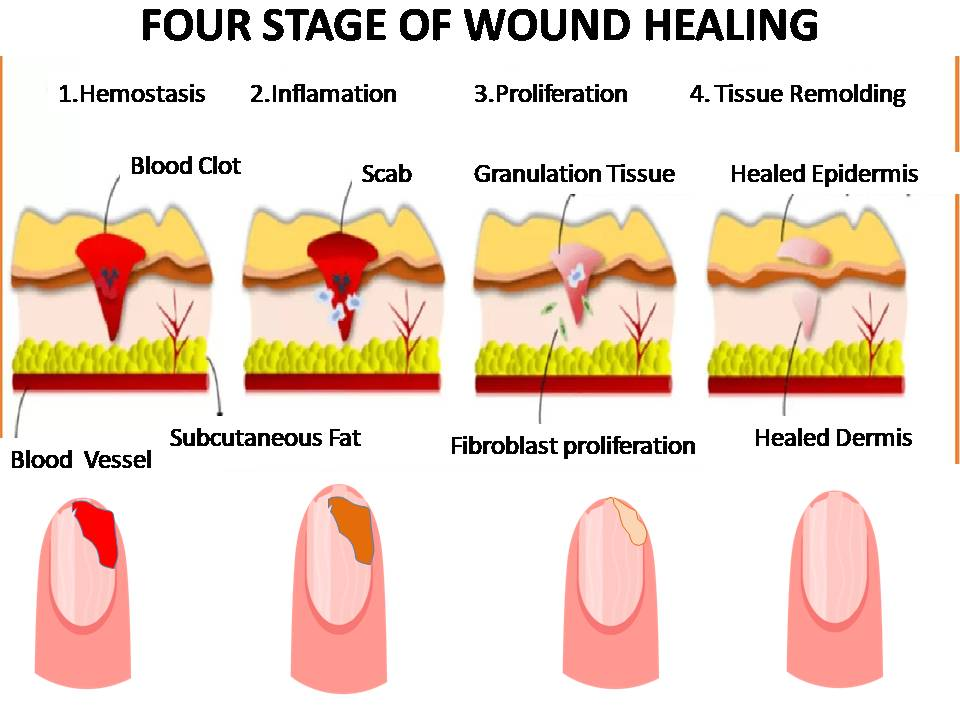 FOUR STAGE OF WOUND HEALING
1.Hemostasis
2.Inflamation
3.Proliferation
4. Tissue Remolding
Blood Clot
Scab
Granulation Tissue
Healed Epidermis
Subcutaneous Fat
Blood Vessel
Fibroblast proliferation
Healed Dermis